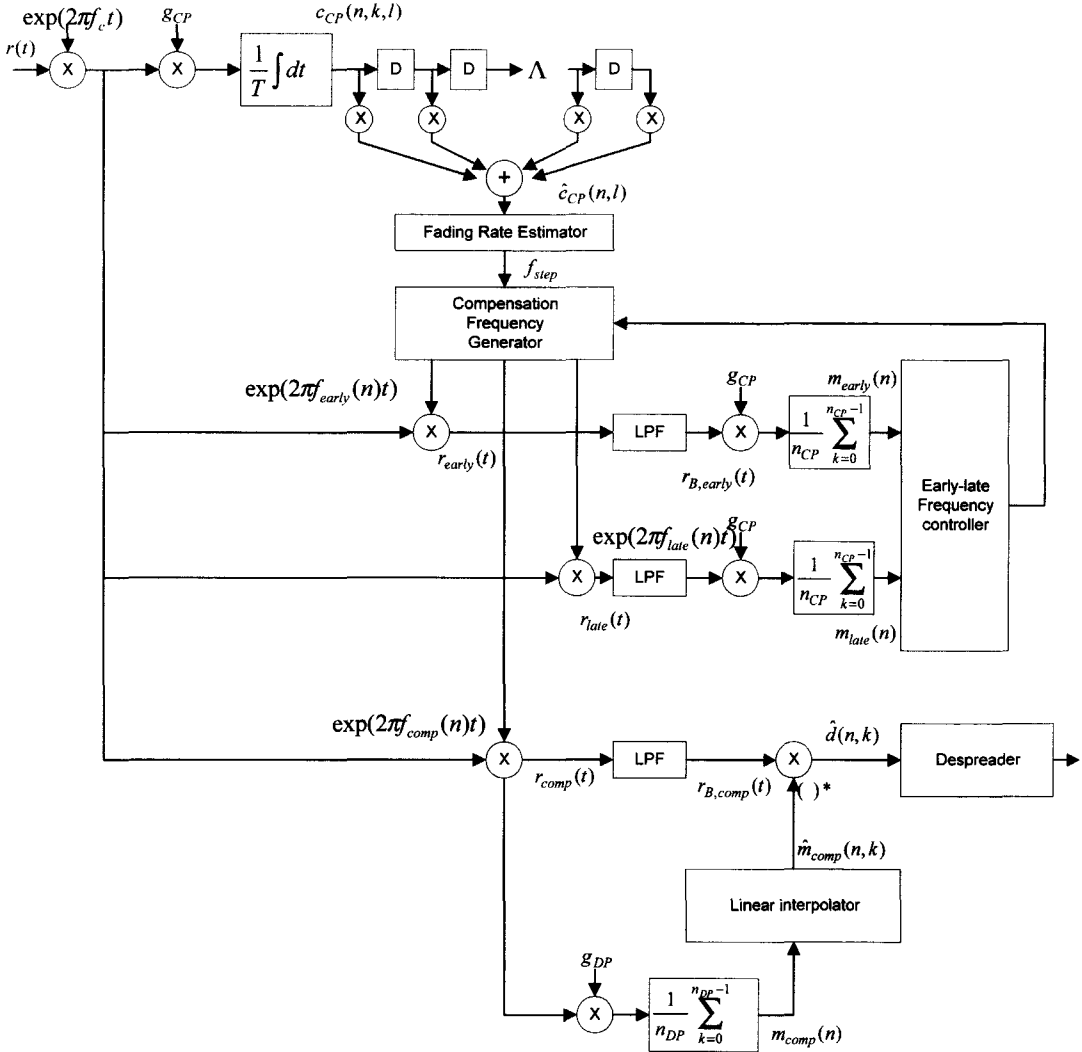 exp(2πf_c t)
g_CP
c_CP(n,k,l)
r(t)
X
X
1/T ∫ dt
D
D
Λ
D
X
X
X
X
+
ĉ_CP(n,l)
Fading Rate Estimator
f_step
Compensation
Frequency
Generator
exp(2πf_early(n)t)
g_CP
m_early(n)
X
LPF
X
1/n_CP ∑_{k=0}^{n_CP-1}
r_early(t)
r_B,early(t)
Early-late
Frequency
controller
exp(2πf_late(n)t)
g_CP
X
LPF
X
1/n_CP ∑_{k=0}^{n_CP-1}
r_late(t)
m_late(n)
exp(2πf_comp(n)t)
d̂(n,k)
X
LPF
X
Despreader
r_comp(t)
r_B,comp(t)
( )*
m̂_comp(n,k)
Linear interpolator
g_DP
X
1/n_DP ∑_{k=0}^{n_DP-1}
m_comp(n)